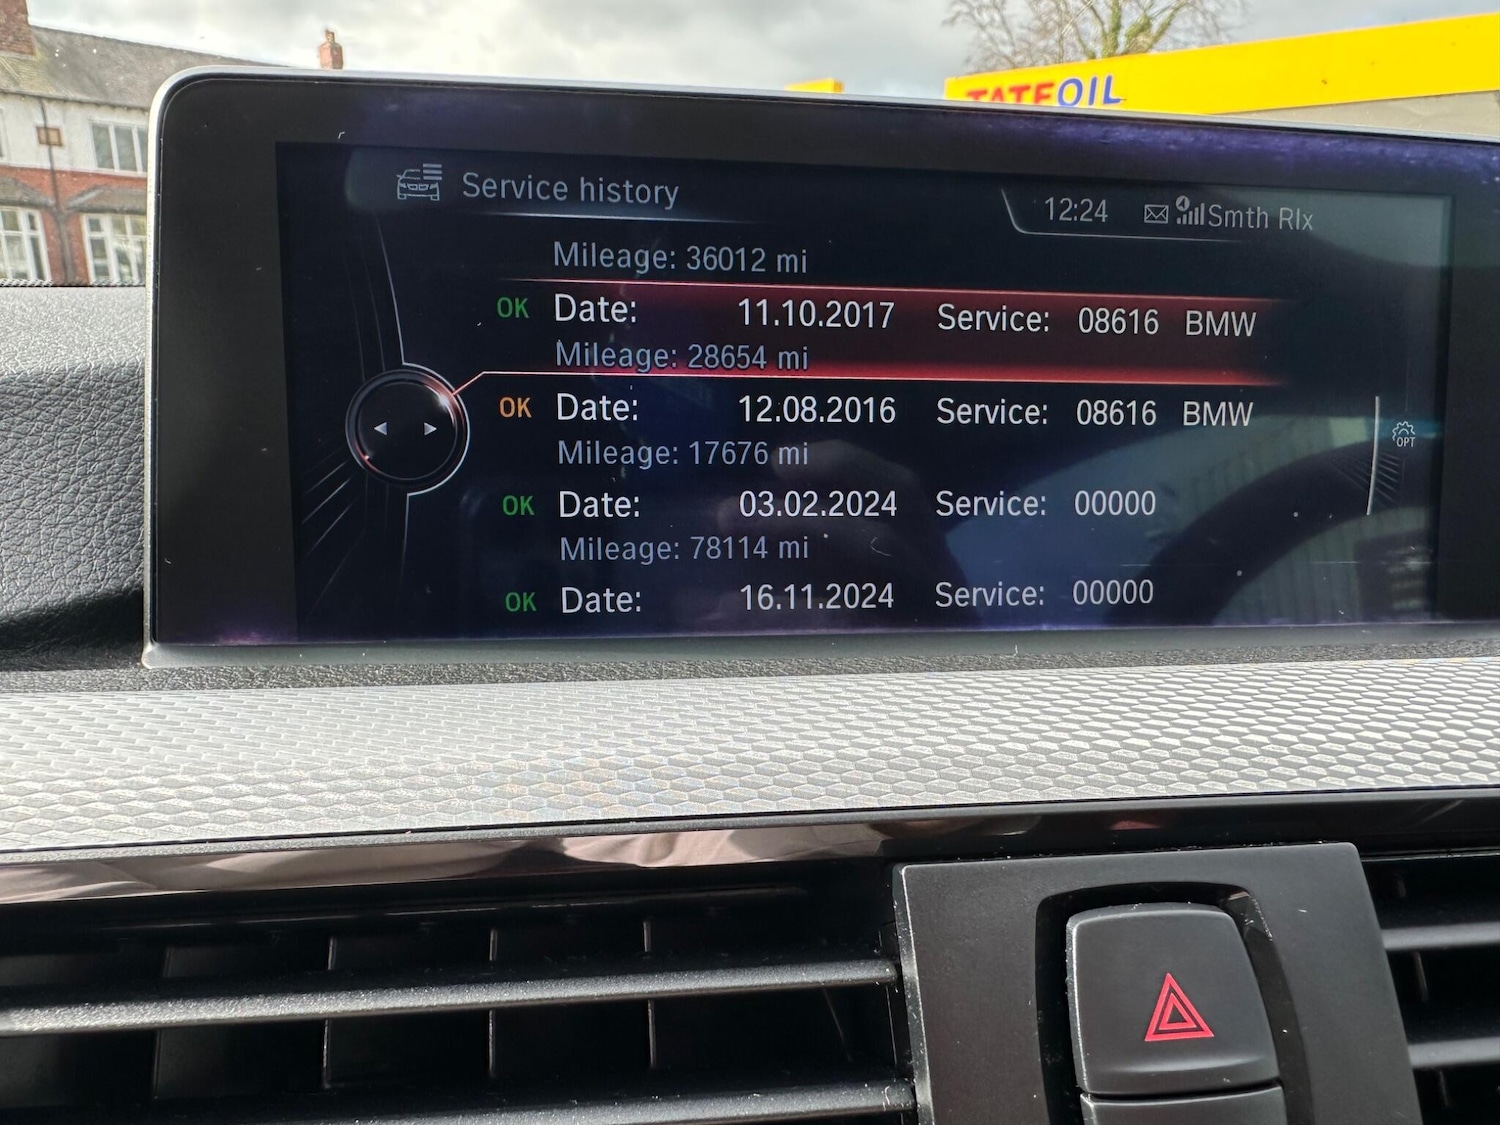 TATE OIL
Service history
12:24 Smth Rlx
Mileage: 36012 mi
OK Date: 11.10.2017 Service: 08616 BMW
Mileage: 28654 mi
OK Date: 12.08.2016 Service: 08616 BMW
Mileage: 17676 mi
OPT
OK Date: 03.02.2024 Service: 00000
Mileage: 78114 mi
OK Date: 16.11.2024 Service: 00000